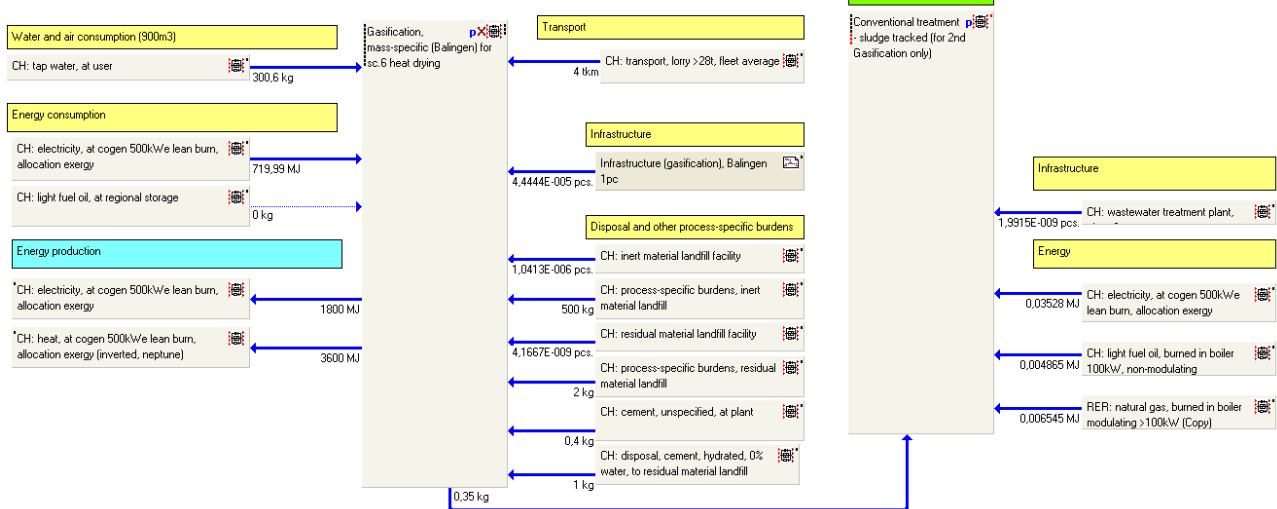 Water and air consumption (900m3)
CH: tap water, at user
300,6 kg
Energy consumption
CH: electricity, at cogen 500kWe lean burn,
allocation exergy
719,99 MJ
CH: light fuel oil, at regional storage
0 kg
Energy production
CH: electricity, at cogen 500kWe lean burn,
allocation exergy
1800 MJ
CH: heat, at cogen 500kWe lean burn,
allocation exergy (inverted, neptune)
3600 MJ
Gasification,
mass-specific (Balingen) for
sc.6 heat drying
p
0,35 kg
Transport
CH: transport, lorry >28t, fleet average
4 tkm
Infrastructure
Infrastructure (gasification), Balingen
1pc
4,4444E-005 pcs.
Disposal and other process-specific burdens
CH: inert material landfill facility
1,0413E-006 pcs.
CH: process-specific burdens, inert
material landfill
500 kg
CH: residual material landfill facility
4,1667E-009 pcs.
CH: process-specific burdens, residual
material landfill
2 kg
CH: cement, unspecified, at plant
0,4 kg
CH: disposal, cement, hydrated, 0%
water, to residual material landfill
1 kg
Conventional treatment
- sludge tracked (for 2nd
Gasification only)
p
Infrastructure
CH: wastewater treatment plant,
1,9915E-009 pcs.
Energy
CH: electricity, at cogen 500kWe
lean burn, allocation exergy
0,03528 MJ
CH: light fuel oil, burned in boiler
100kW, non-modulating
0,004865 MJ
RER: natural gas, burned in boiler
modulating >100kW (Copy)
0,006545 MJ